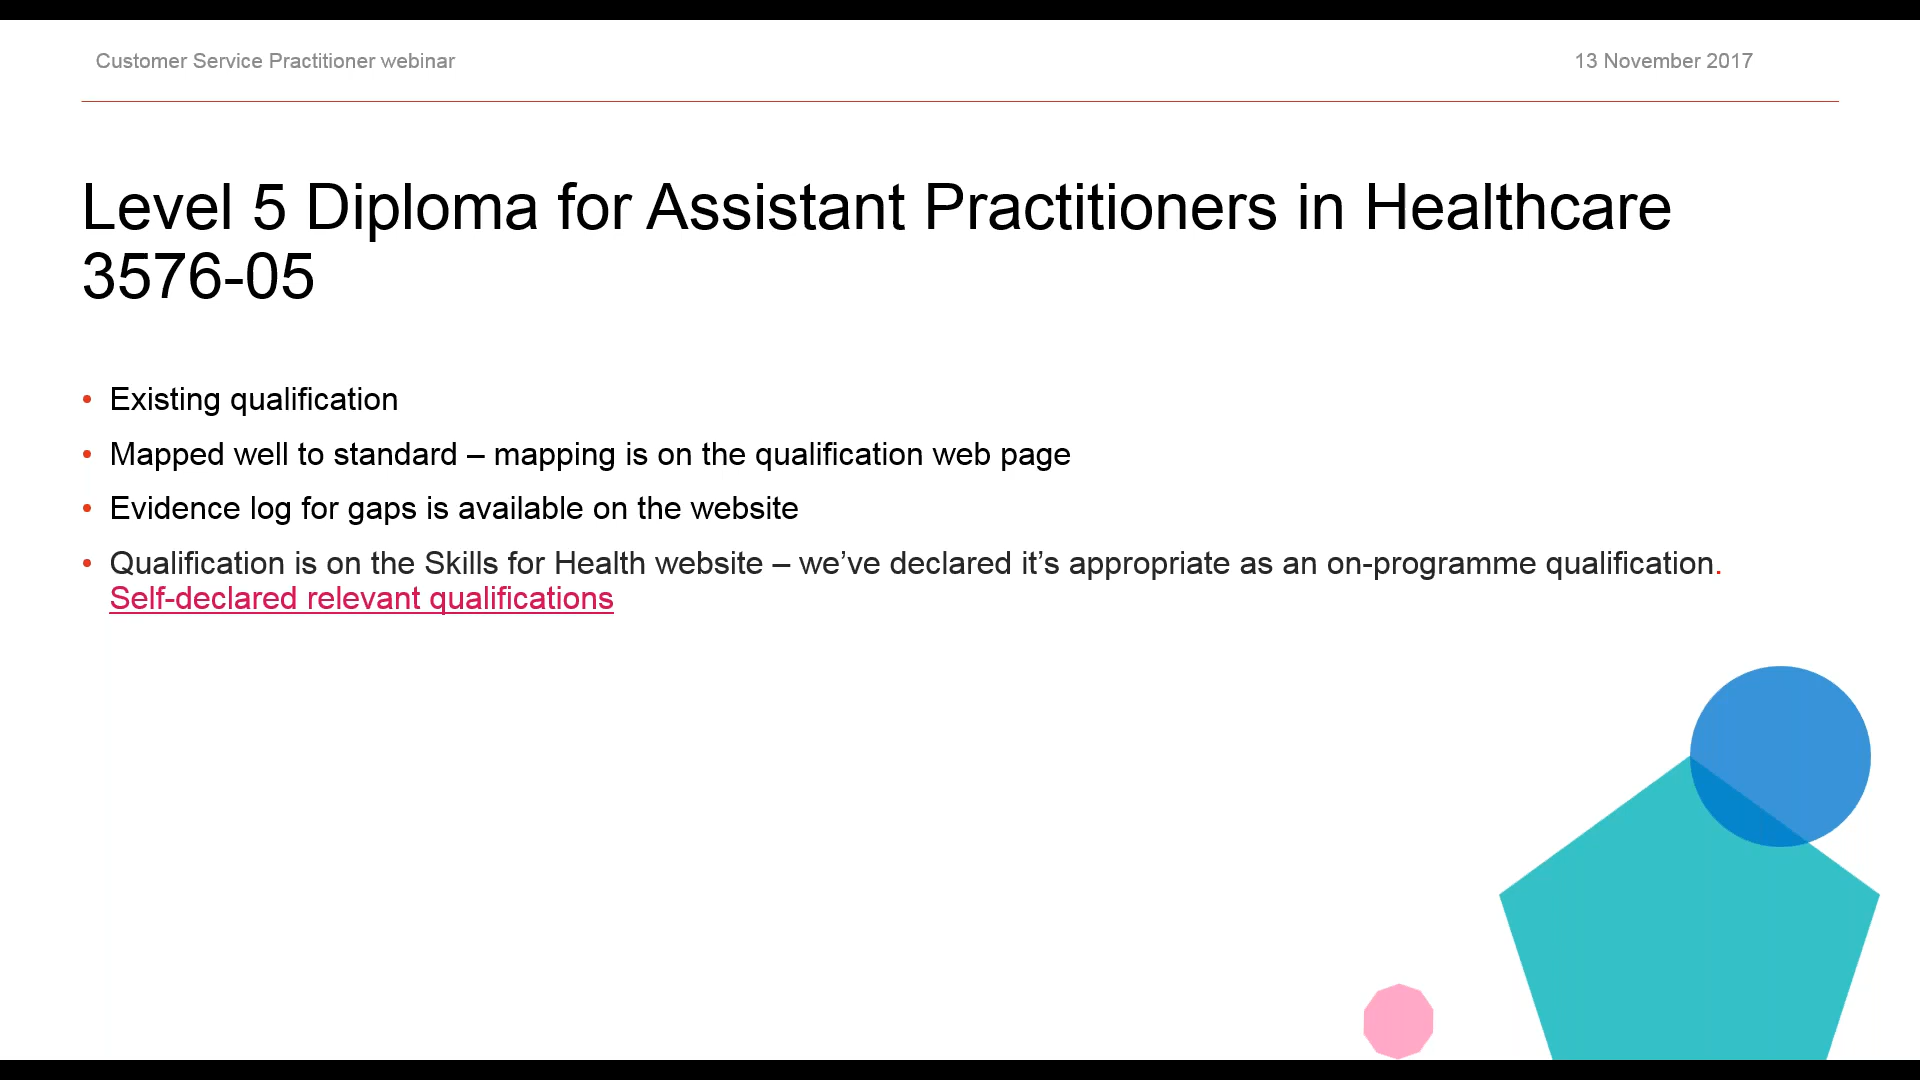 Customer Service Practitioner webinar
13 November 2017
Level 5 Diploma for Assistant Practitioners in Healthcare
3576-05
• Existing qualification
• Mapped well to standard – mapping is on the qualification web page
• Evidence log for gaps is available on the website
• Qualification is on the Skills for Health website – we’ve declared it’s appropriate as an on-programme qualification.
Self-declared relevant qualifications